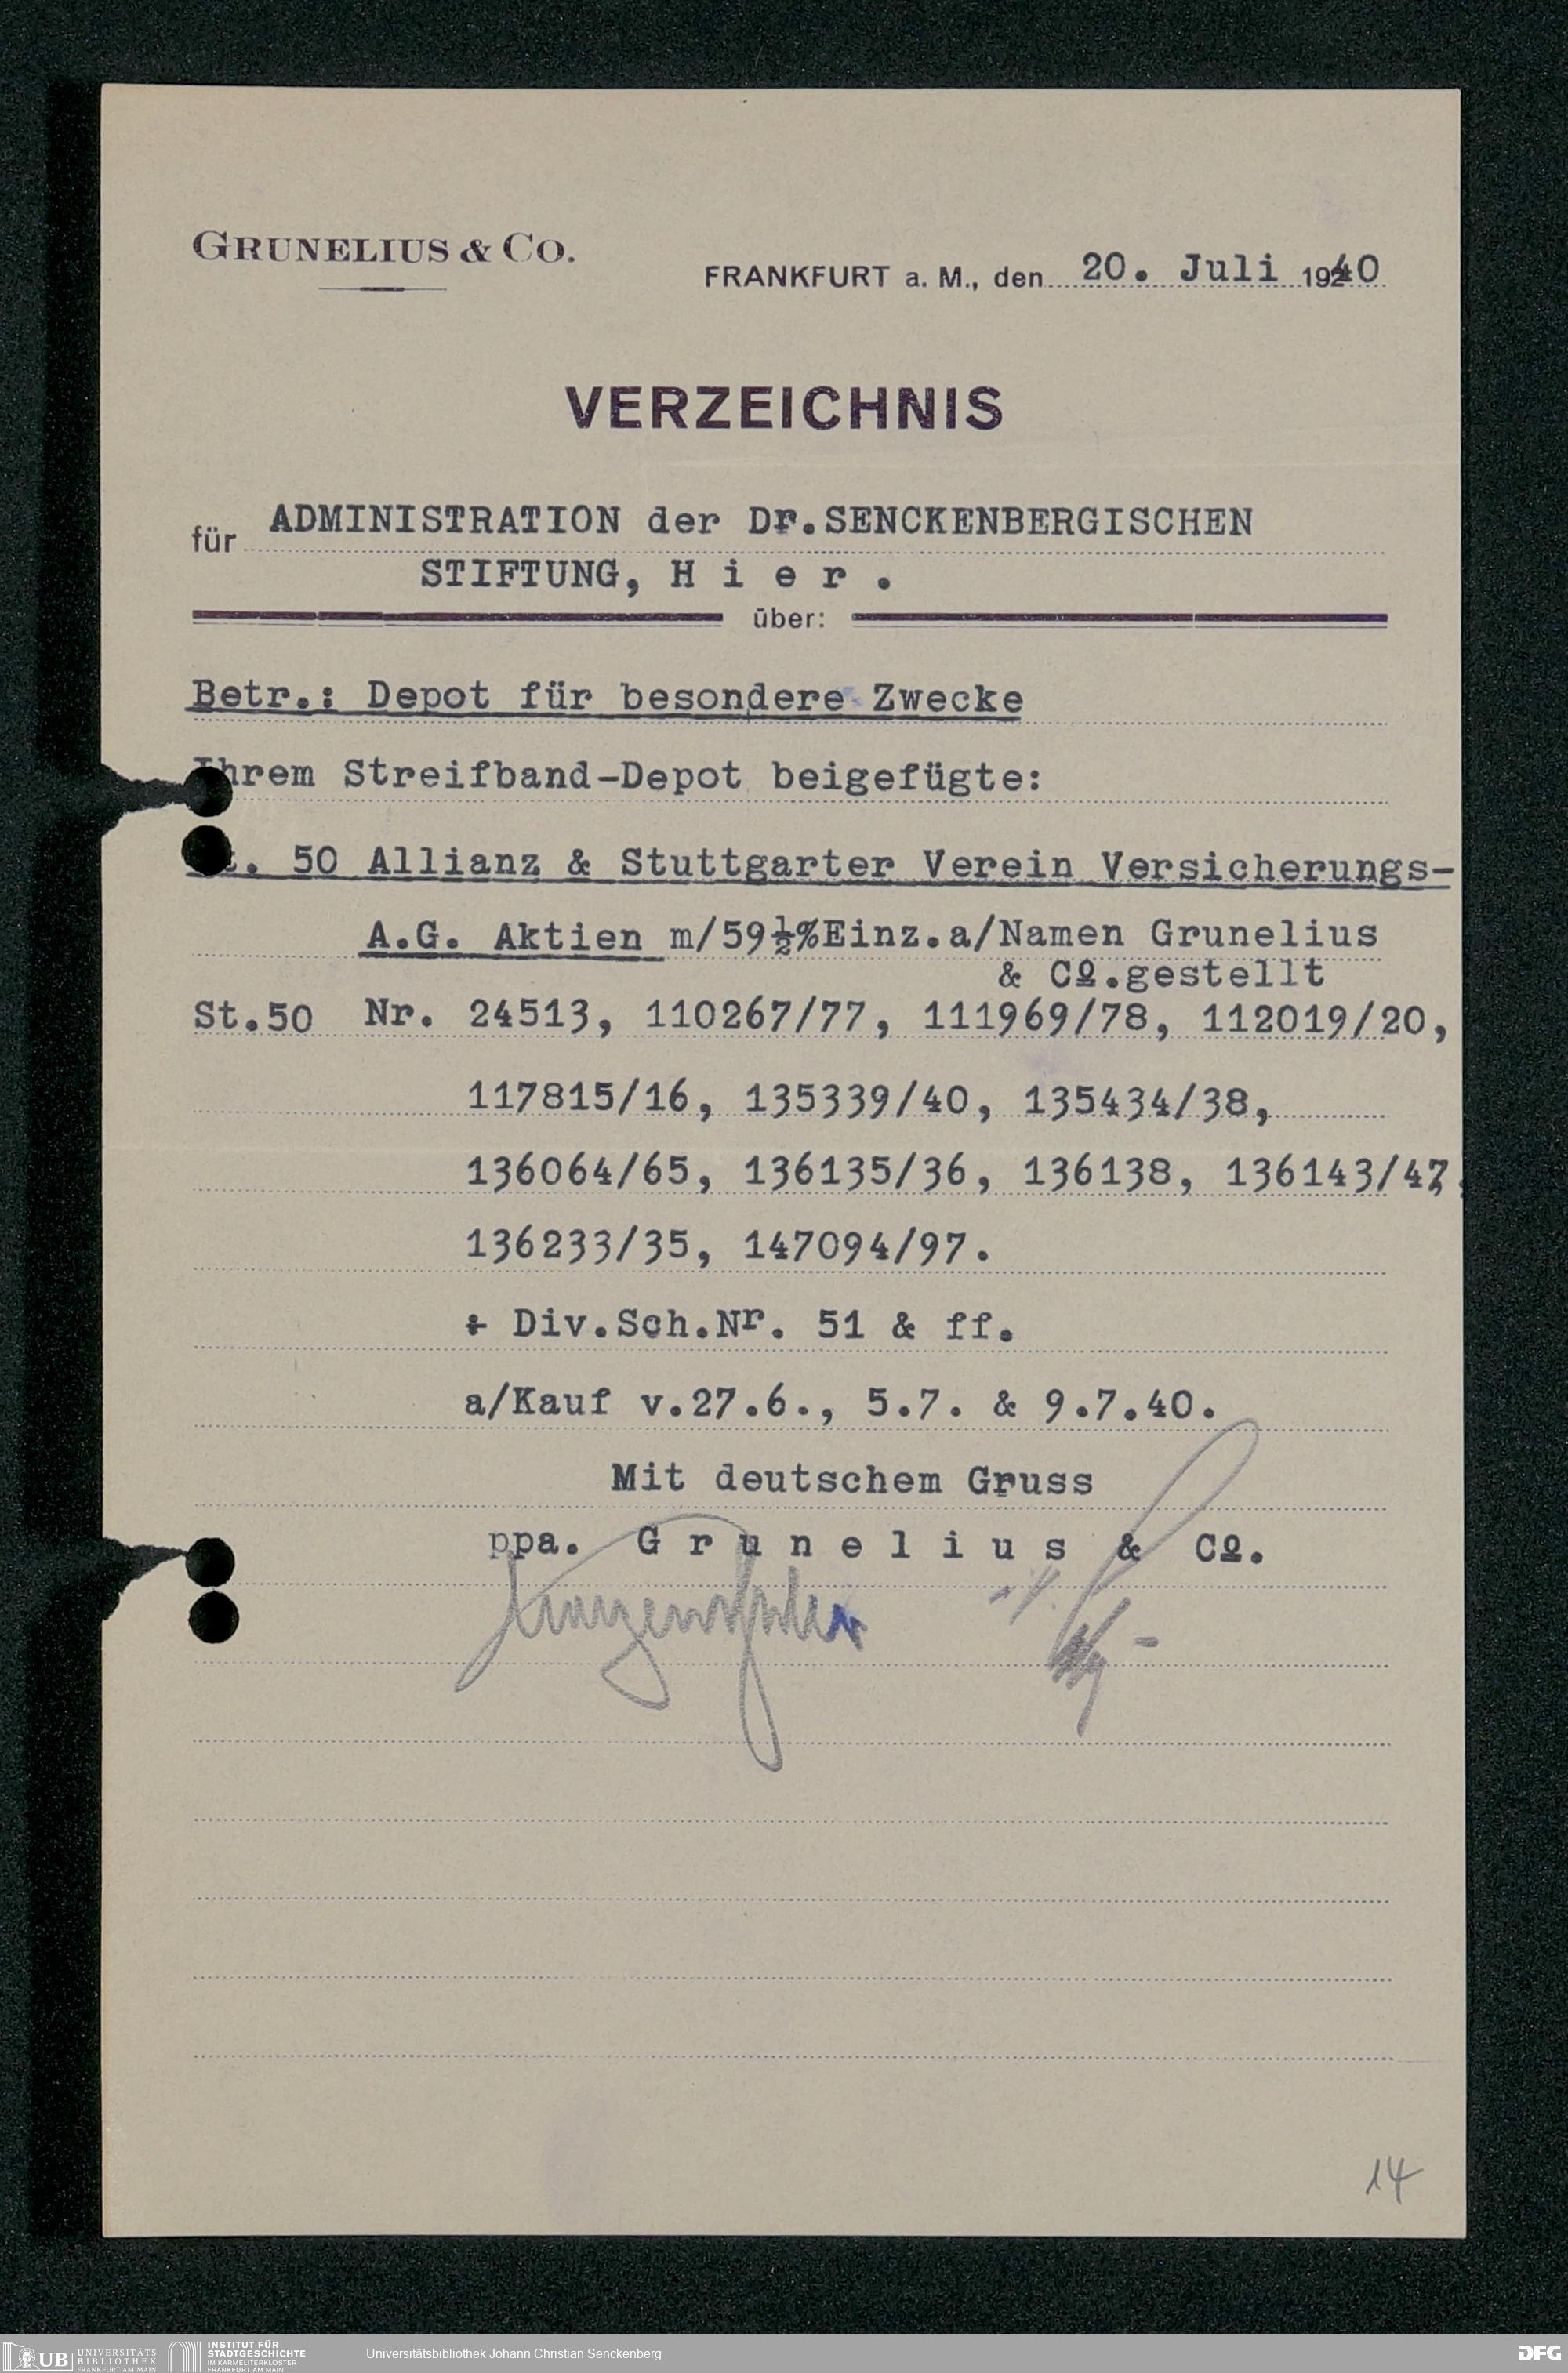 GRUNELIUS & CO.
FRANKFURT a. M., den 20. Juli 1940
VERZEICHNIS
für ADMINISTRATION der Dr.SENCKENBERGISCHEN
STIFTUNG, H i e r .
über:
Betr.: Depot für besondere Zwecke
Ihrem Streifband-Depot beigefügte:
St. 50 Allianz & Stuttgarter Verein Versicherungs-
A.G. Aktien m/59½%Einz.a/Namen Grunelius
& Cº.gestellt
St.50 Nr. 24513, 110267/77, 111969/78, 112019/20,
117815/16, 135339/40, 135434/38,
136064/65, 136135/36, 136138, 136143/47,
136233/35, 147094/97.
+ Div.Sch.Nr. 51 & ff.
a/Kauf v.27.6., 5.7. & 9.7.40.
Mit deutschem Gruss
ppa. G r u n e l i u s & Cº.
14
UB UNIVERSITÄTS
BIBLIOTHEK
FRANKFURT AM MAIN
INSTITUT FÜR
STADTGESCHICHTE
IM KARMELITERKLOSTER
FRANKFURT AM MAIN
Universitätsbibliothek Johann Christian Senckenberg
DFG